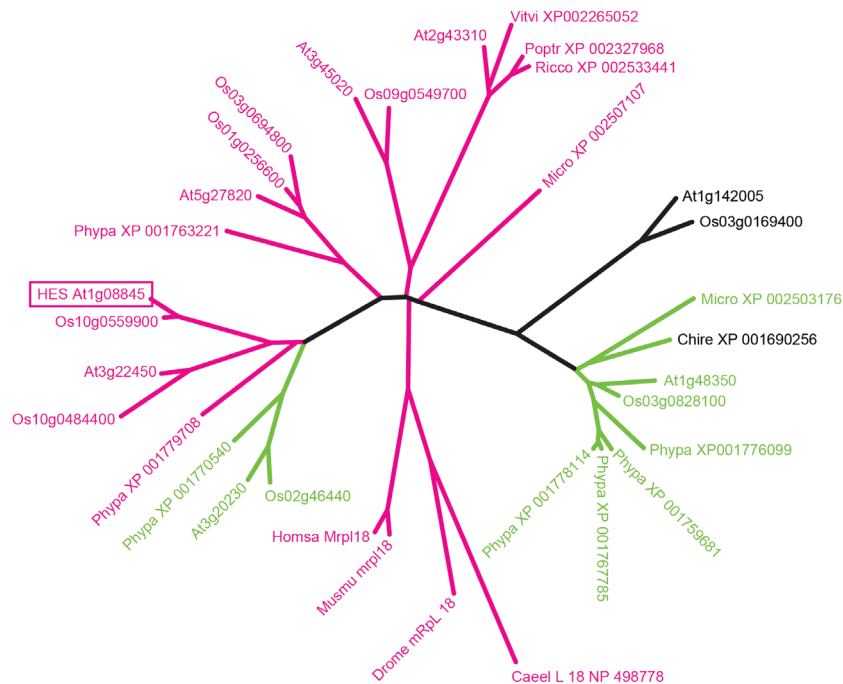 Vitvi XP002265052
At2g43310
Poptr XP 002327968
Ricco XP 002533441
At3g45020
Os09g0549700
Os03g0694800
Os01g0256600
Micro XP 002507107
At5g27820
At1g142005
Os03g0169400
Phypa XP 001763221
HES At1g08845
Micro XP 002503176
Os10g0559900
Chire XP 001690256
At3g22450
At1g48350
Os03g0828100
Os10g0484400
Phypa XP 001779708
Phypa XP001776099
Phypa XP 001770540
At3g20230
Os02g46440
Phypa XP 001778114
Phypa XP 001767785
Phypa XP 001759681
Homsa Mrpl18
Musmu mrpl18
Drome mRpL 18
Caeel L 18 NP 498778